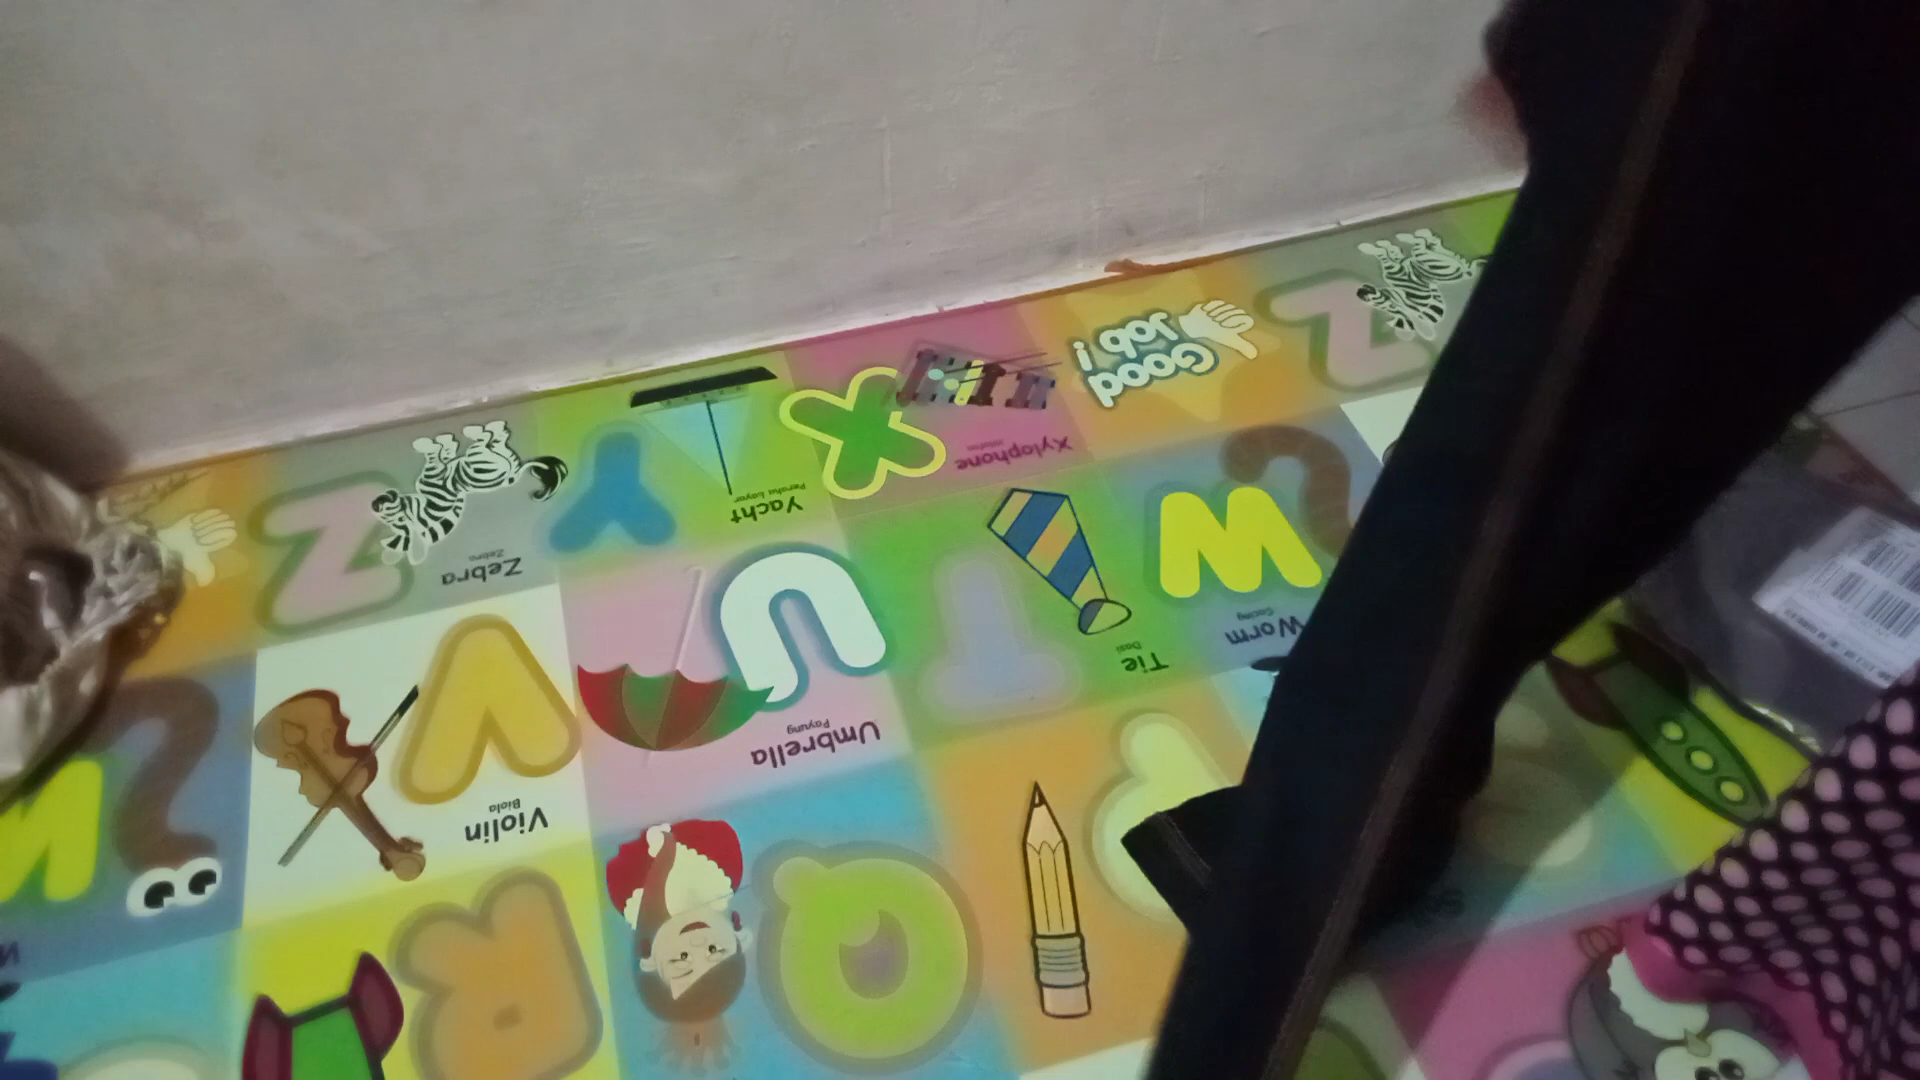 Good
Job !
Z
Zebra
Zebra
Y
Yacht
Perahu Layar
X
Xylophone
Z
V
Violin
Biola
U
Umbrella
Payung
T
Tie
Dasi
W
Worm
Cacing
W
R
Q
P